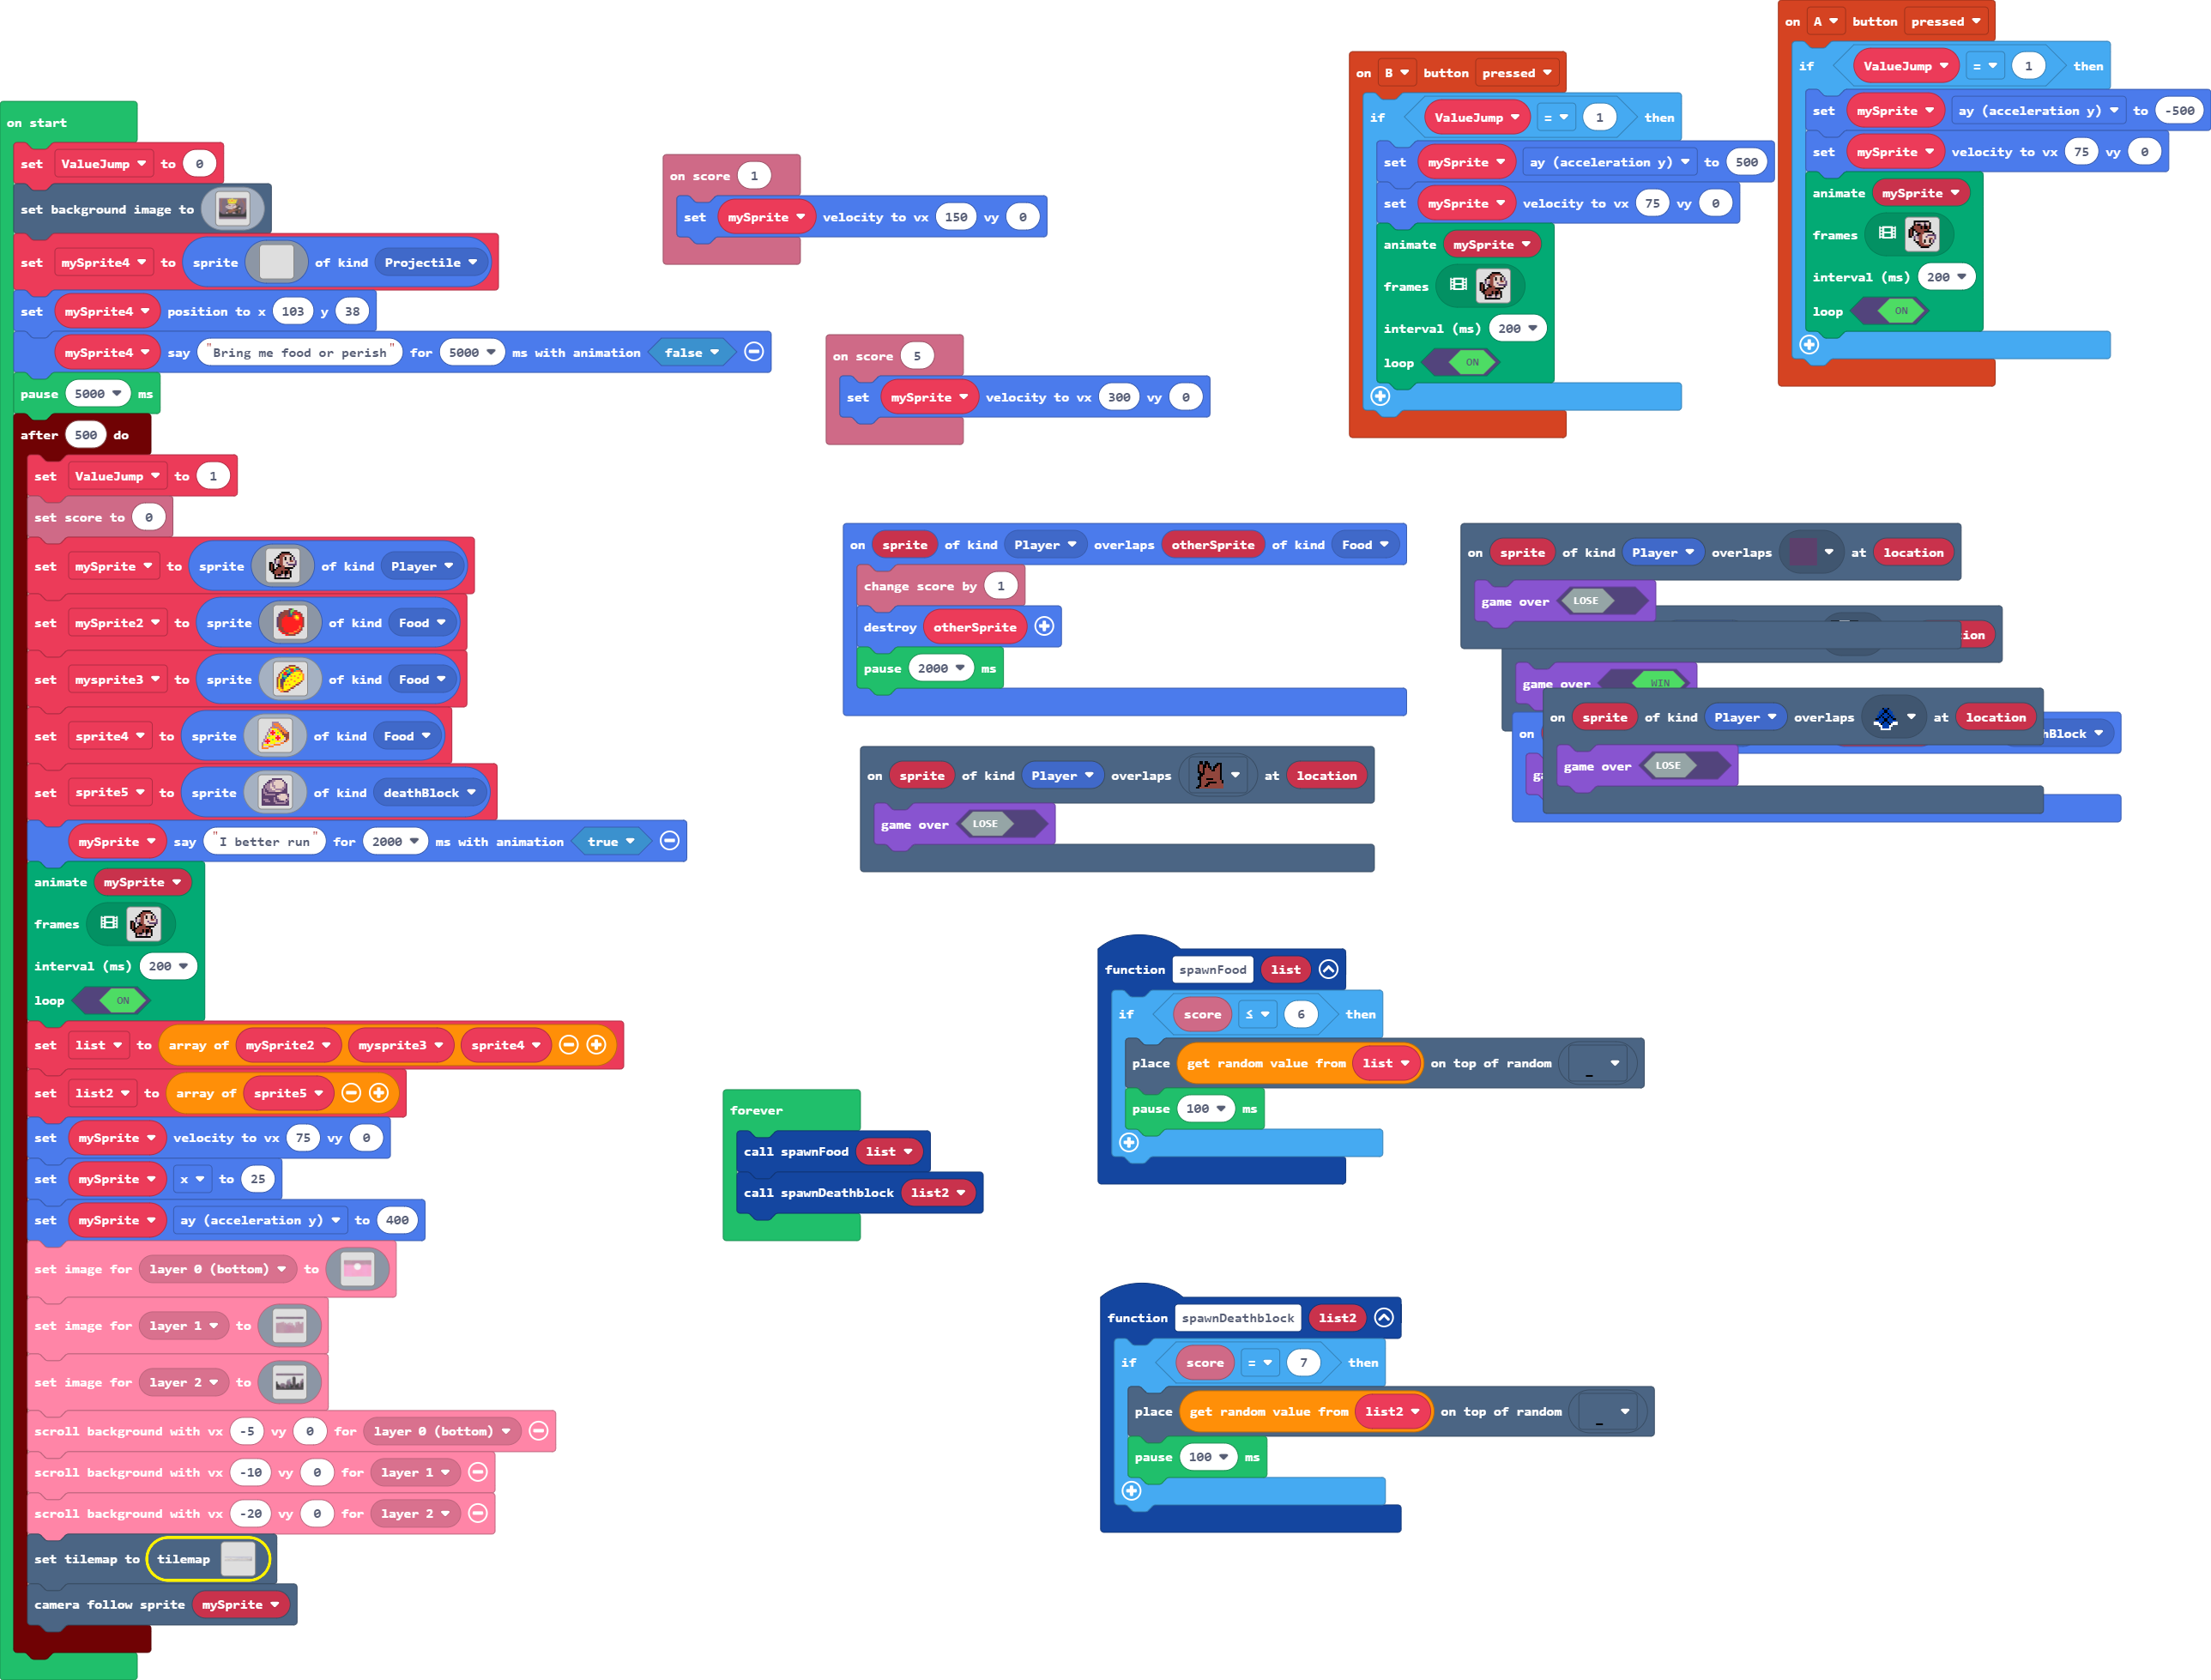 on start
set ValueJump to 0
set background image to
set mySprite4 to sprite of kind Projectile
set mySprite4 position to x 103 y 38
mySprite4 say "Bring me food or perish" for 5000 ms with animation false
pause 5000 ms
after 500 do
set ValueJump to 1
set score to 0
set mySprite to sprite of kind Player
set mySprite2 to sprite of kind Food
set mysprite3 to sprite of kind Food
set sprite4 to sprite of kind Food
set sprite5 to sprite of kind deathBlock
mySprite say "I better run " for 2000 ms with animation true
animate mySprite
frames
interval (ms) 200
loop ON
set list to array of mySprite2 mysprite3 sprite4
set list2 to array of sprite5
set mySprite velocity to vx 75 vy 0
set mySprite x to 25
set mySprite ay (acceleration y) to 400
set image for layer 0 (bottom) to
set image for layer 1 to
set image for layer 2 to
scroll background with vx -5 vy 0 for layer 0 (bottom)
scroll background with vx -10 vy 0 for layer 1
scroll background with vx -20 vy 0 for layer 2
set tilemap to tilemap
camera follow sprite mySprite
on score 1
set mySprite velocity to vx 150 vy 0
on score 5
set mySprite velocity to vx 300 vy 0
on B button pressed
if ValueJump = 1 then
set mySprite ay (acceleration y) to 500
set mySprite velocity to vx 75 vy 0
animate mySprite
frames
interval (ms) 200
loop ON
on A button pressed
if ValueJump = 1 then
set mySprite ay (acceleration y) to -500
set mySprite velocity to vx 75 vy 0
animate mySprite
frames
interval (ms) 200
loop ON
on sprite of kind Player overlaps otherSprite of kind Food
change score by 1
destroy otherSprite
pause 2000 ms
on sprite of kind Player overlaps at location
game over LOSE
on sprite of kind Player overlaps at location
game over LOSE
game over WIN
on sprite of kind Player overlaps at location
game over LOSE
on
function spawnFood list
if score ≤ 6 then
place get random value from list on top of random
pause 100 ms
forever
call spawnFood list
call spawnDeathblock list2
function spawnDeathblock list2
if score = 7 then
place get random value from list2 on top of random
pause 100 ms